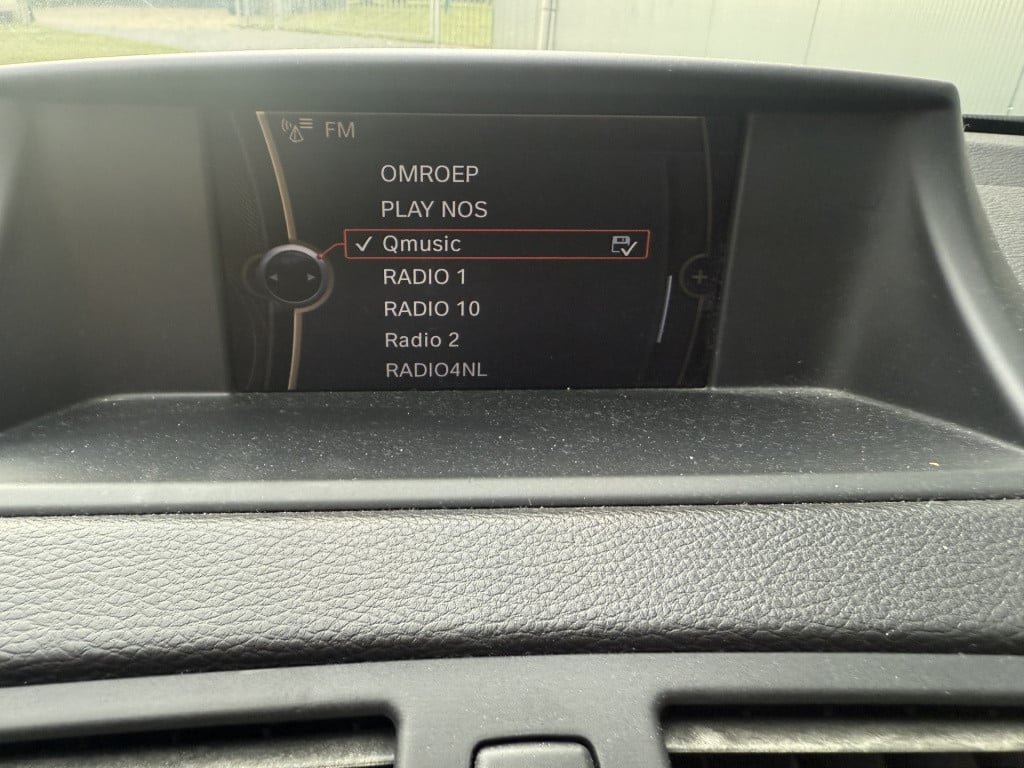 FM
OMROEP
PLAY NOS
Qmusic
RADIO 1
RADIO 10
Radio 2
RADIO4NL